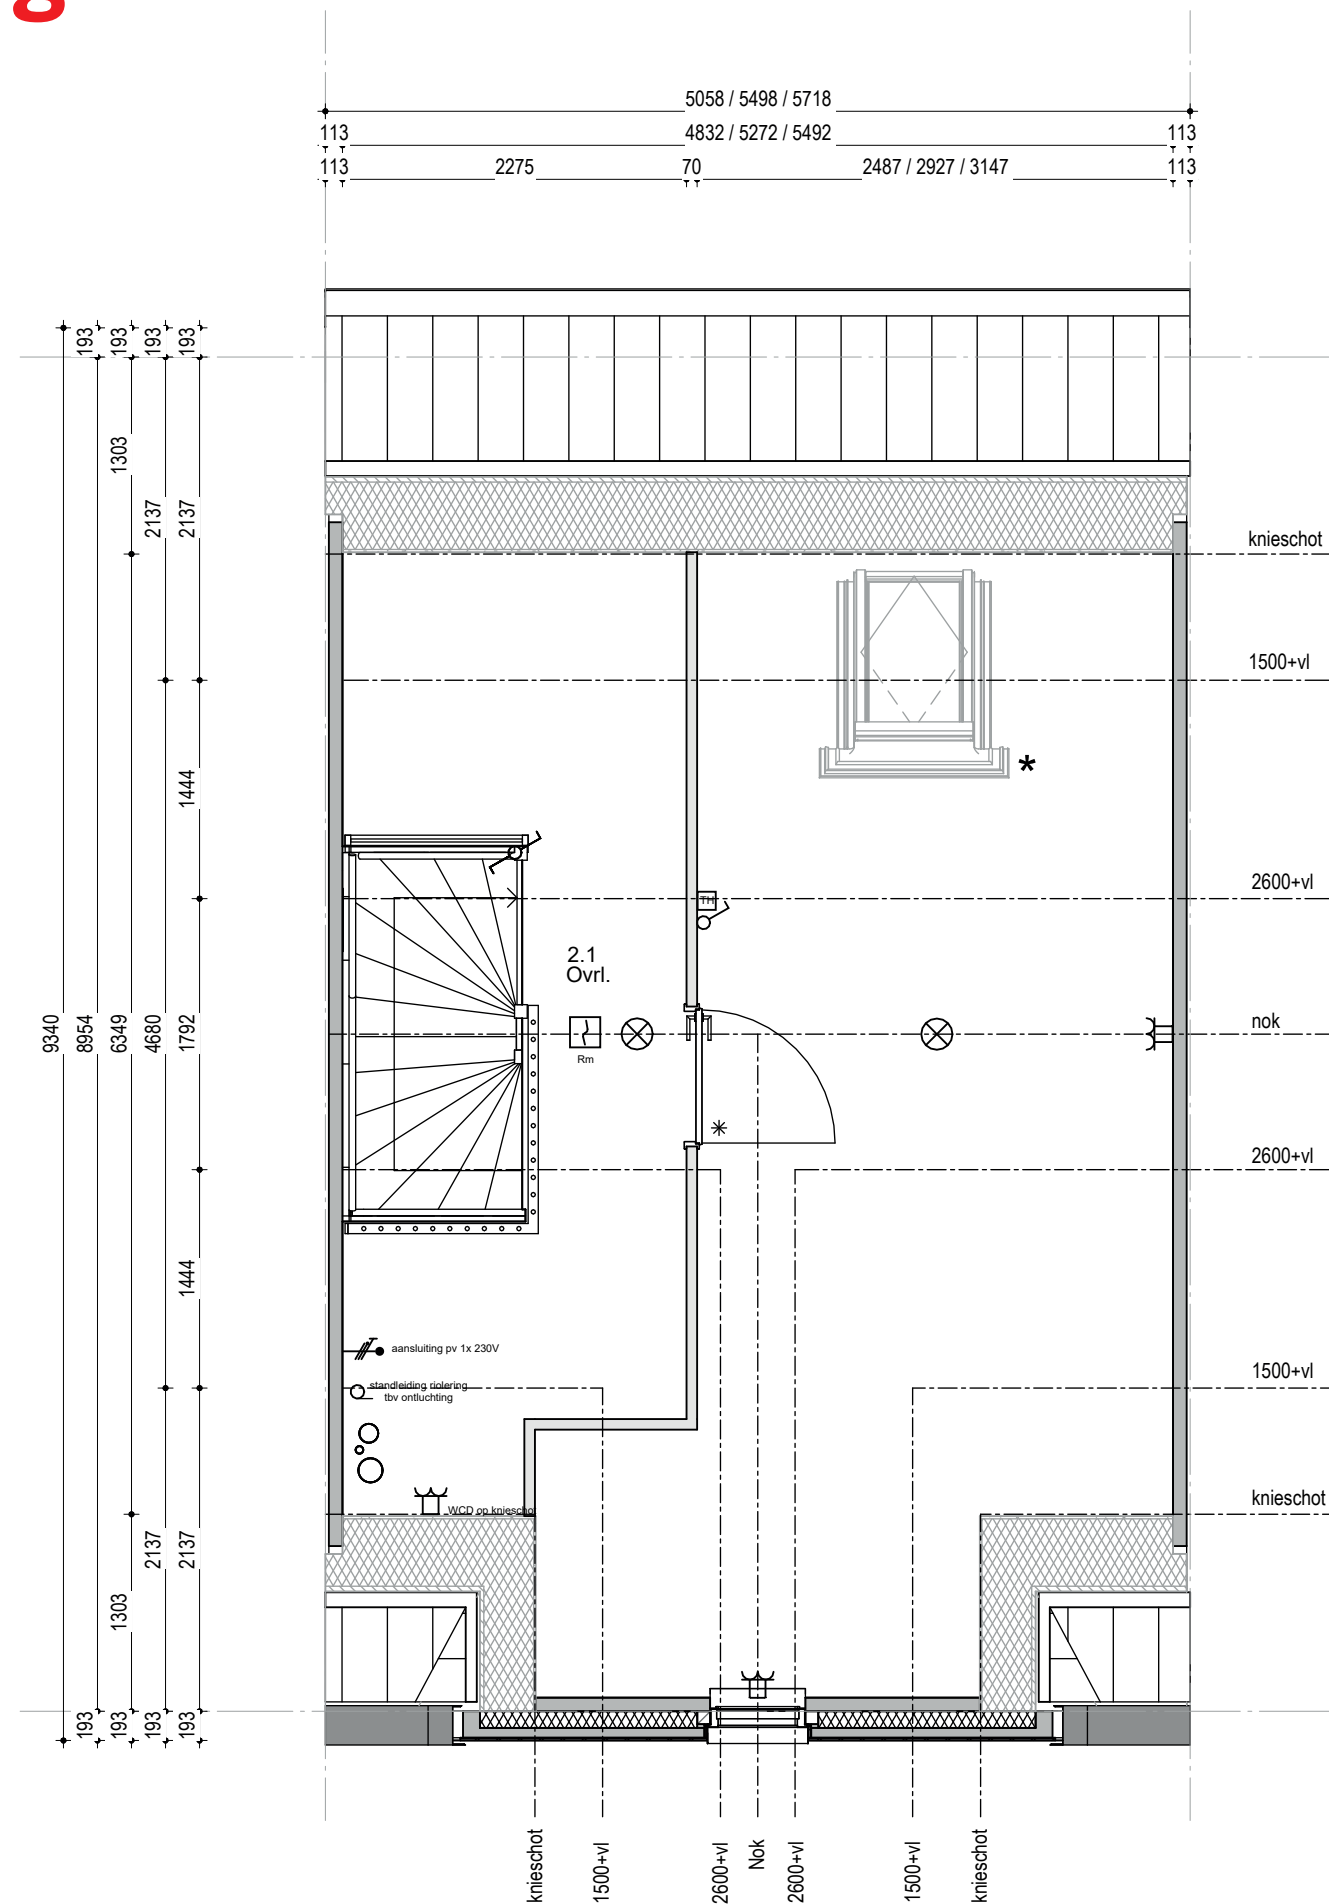 8
5058 / 5498 / 5718
113 4832 / 5272 / 5492 113
113 2275 70 2487 / 2927 / 3147 113
193 193 193 193
1303
2137 2137
1444
9340 8954 6349 4680 1792
1444
2137 2137
1303
193 193 193 193
knieschot
1500+vl
*
2600+vl
TH
2.1
Ovrl.
nok
Rm
2600+vl
aansluiting pv 1x 230V
standleiding riolering
tbv ontluchting
1500+vl
WCD op knieschot
knieschot
knieschot
1500+vl
2600+vl
Nok
2600+vl
1500+vl
knieschot